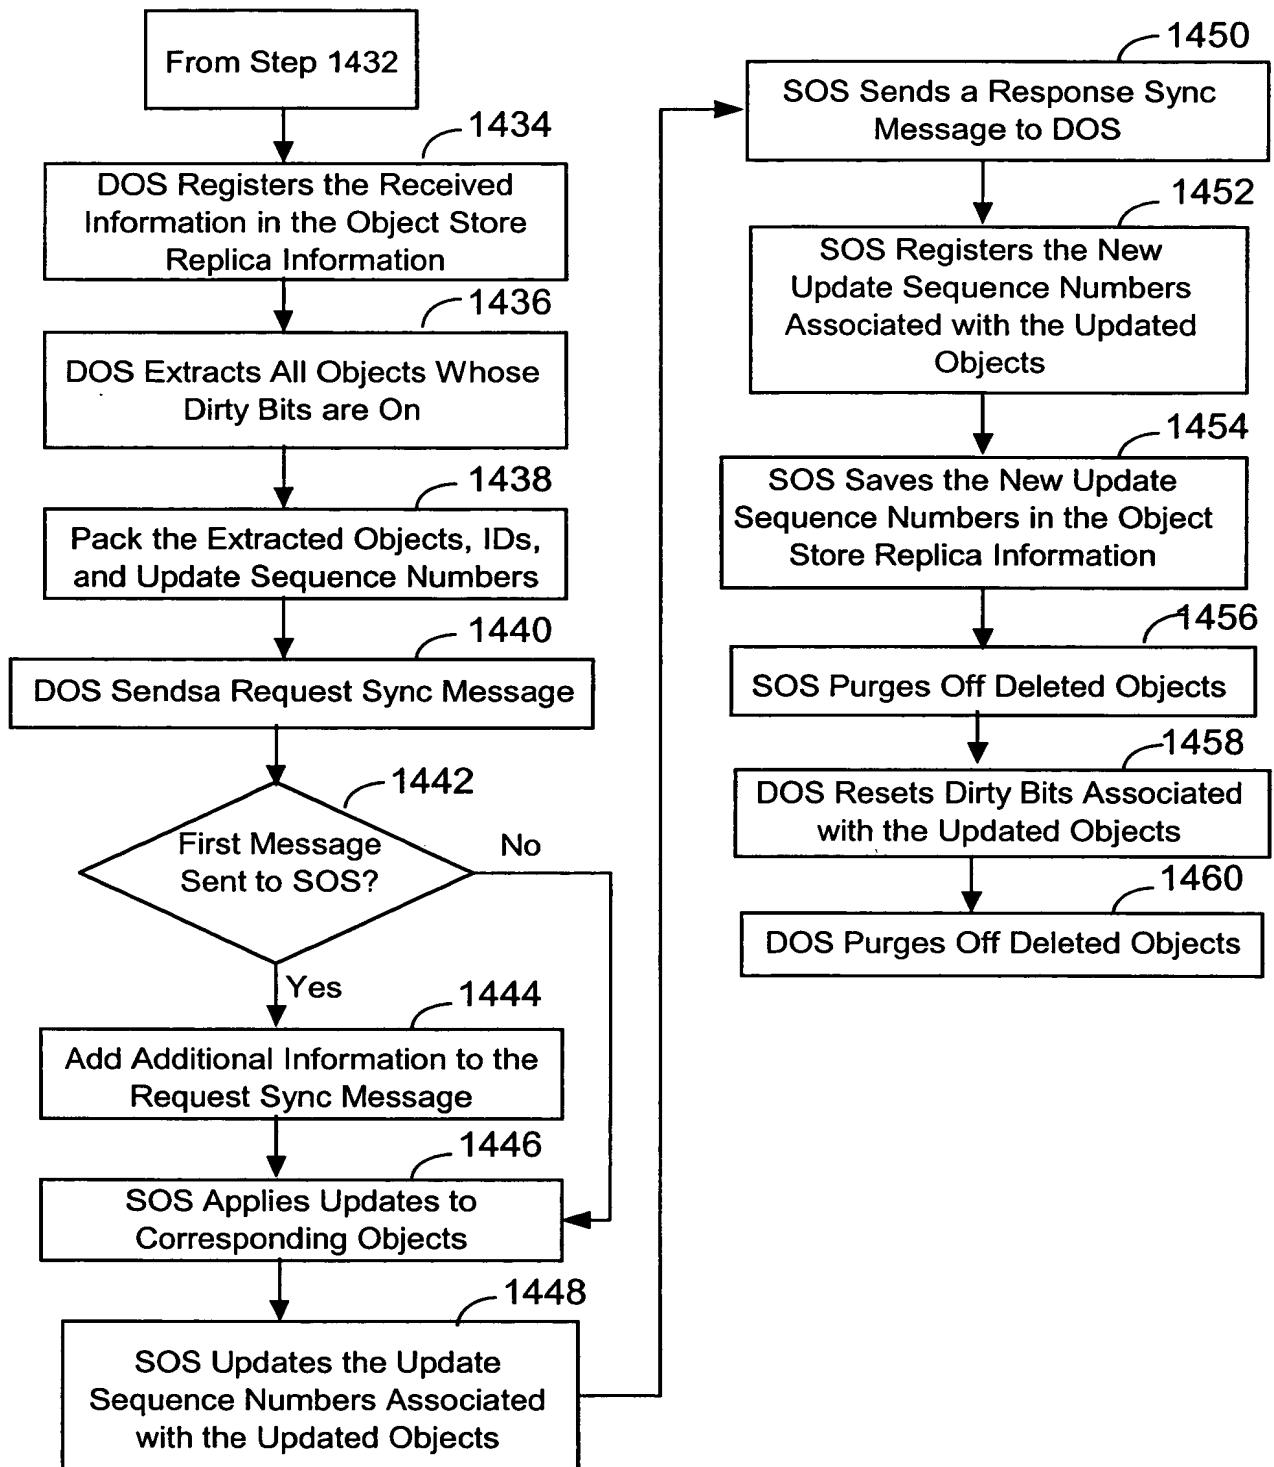 From Step 1432
1434
DOS Registers the Received
Information in the Object Store
Replica Information
1436
DOS Extracts All Objects Whose
Dirty Bits are On
1438
Pack the Extracted Objects, IDs,
and Update Sequence Numbers
1440
DOS Sendsa Request Sync Message
1442
First Message
Sent to SOS?
No
Yes
1444
Add Additional Information to the
Request Sync Message
1446
SOS Applies Updates to
Corresponding Objects
1448
SOS Updates the Update
Sequence Numbers Associated
with the Updated Objects
1450
SOS Sends a Response Sync
Message to DOS
1452
SOS Registers the New
Update Sequence Numbers
Associated with the Updated
Objects
1454
SOS Saves the New Update
Sequence Numbers in the Object
Store Replica Information
1456
SOS Purges Off Deleted Objects
1458
DOS Resets Dirty Bits Associated
with the Updated Objects
1460
DOS Purges Off Deleted Objects